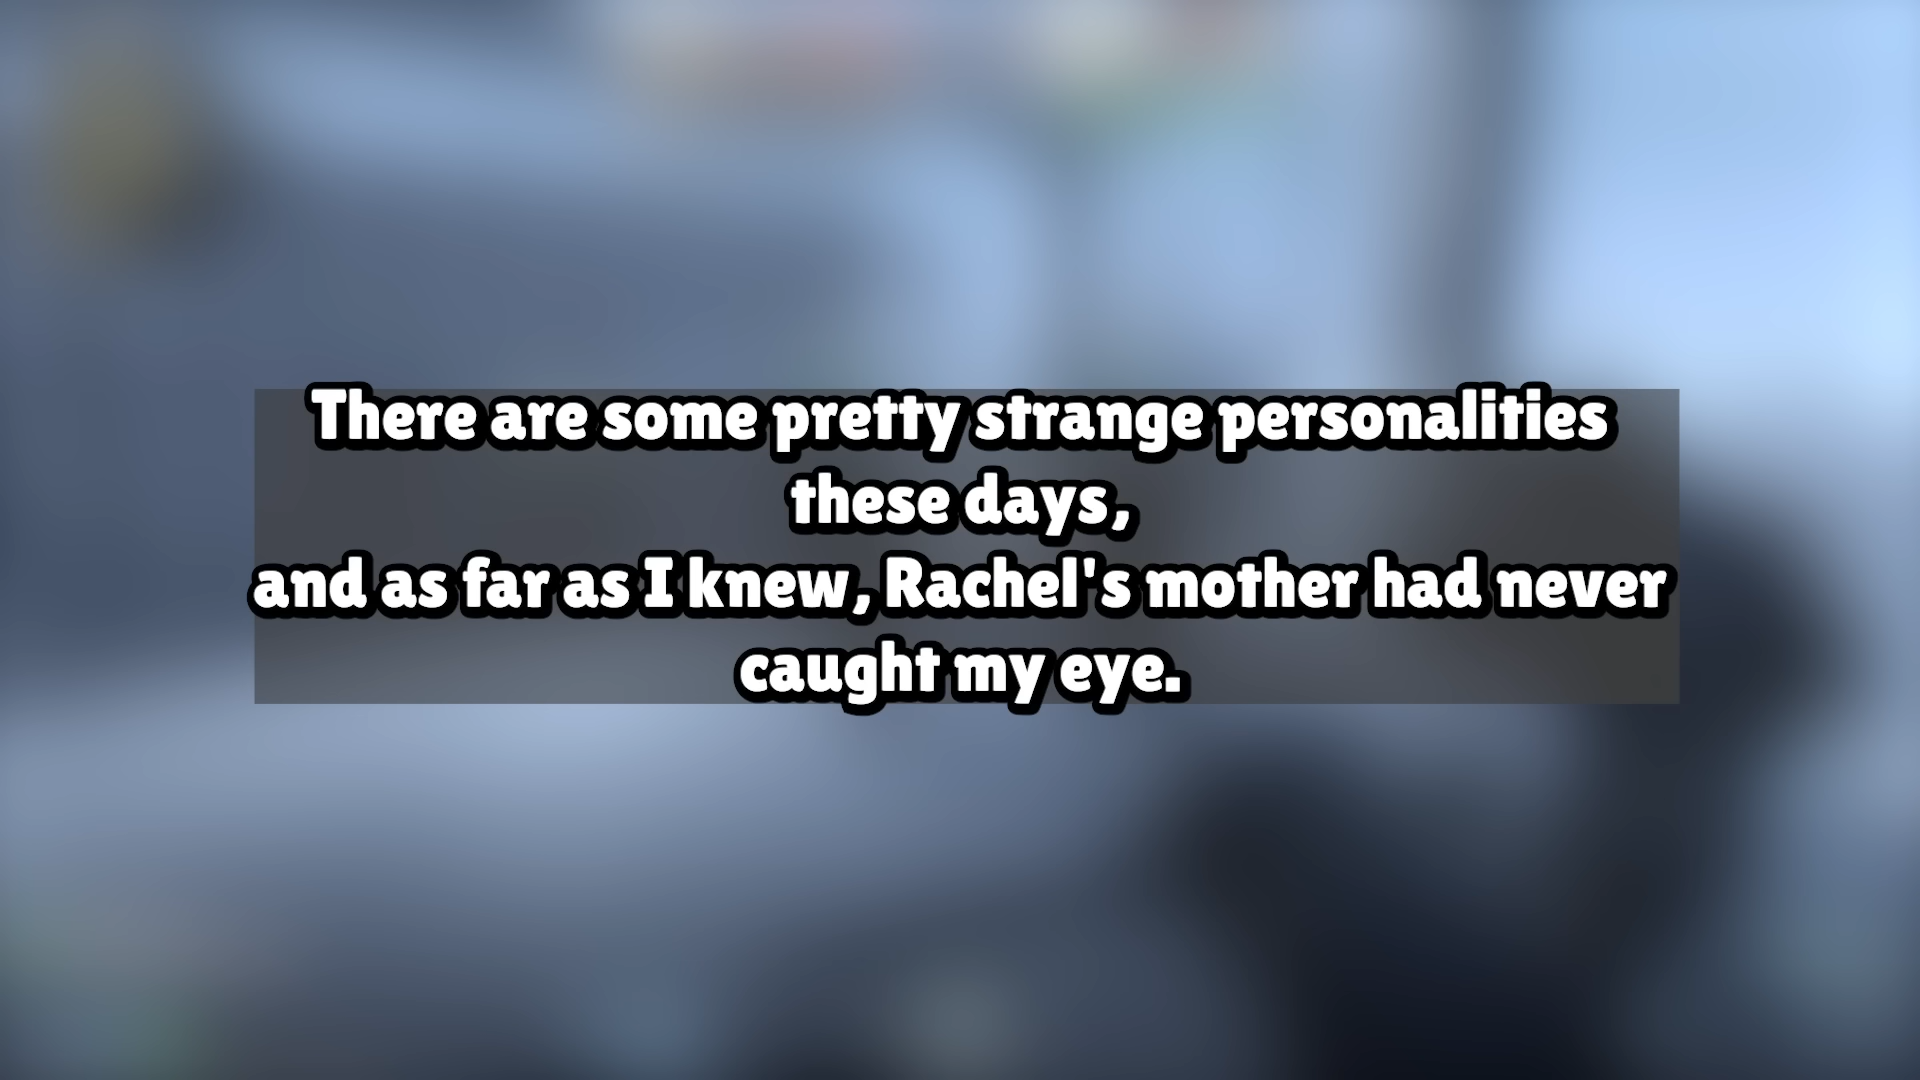 There are some pretty strange personalities
these days,
and as far as I knew, Rachel's mother had never
caught my eye.